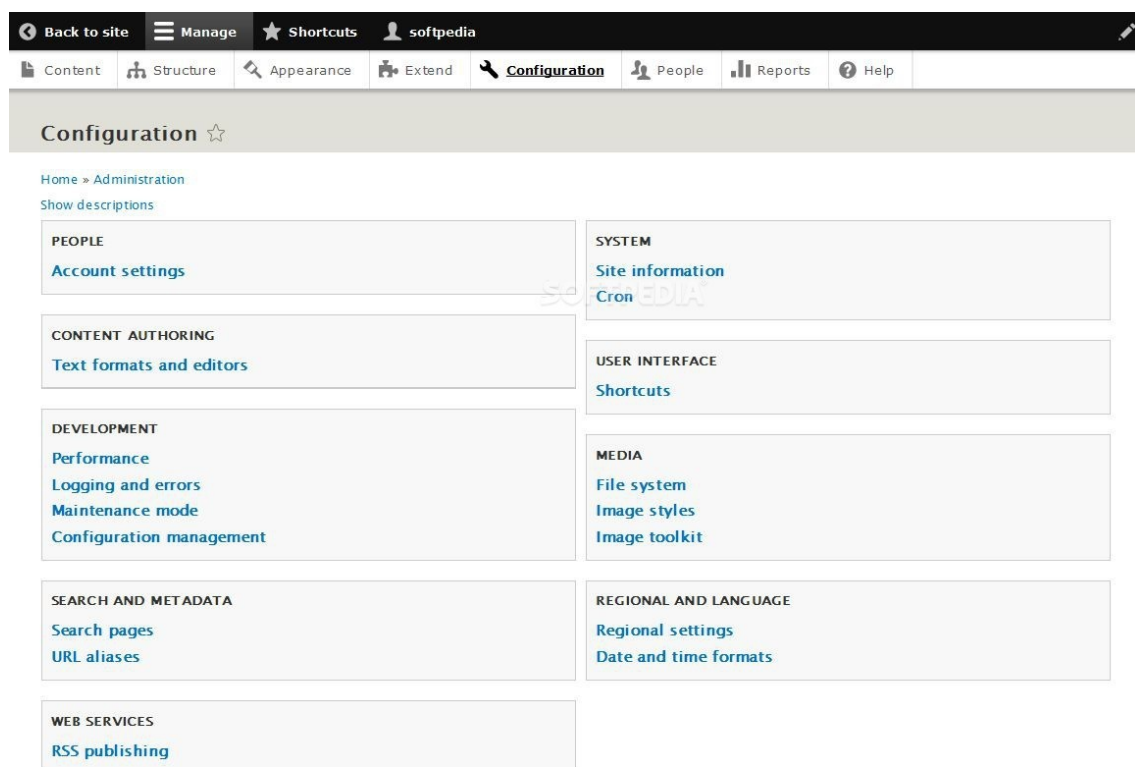 Back to site Manage Shortcuts softpedia
Content Structure Appearance Extend Configuration People Reports Help
Configuration
Home » Administration
Show descriptions
PEOPLE
Account settings
CONTENT AUTHORING
Text formats and editors
DEVELOPMENT
Performance
Logging and errors
Maintenance mode
Configuration management
SEARCH AND METADATA
Search pages
URL aliases
WEB SERVICES
RSS publishing
SYSTEM
Site information
Cron
USER INTERFACE
Shortcuts
MEDIA
File system
Image styles
Image toolkit
REGIONAL AND LANGUAGE
Regional settings
Date and time formats
SOFTPEDIA